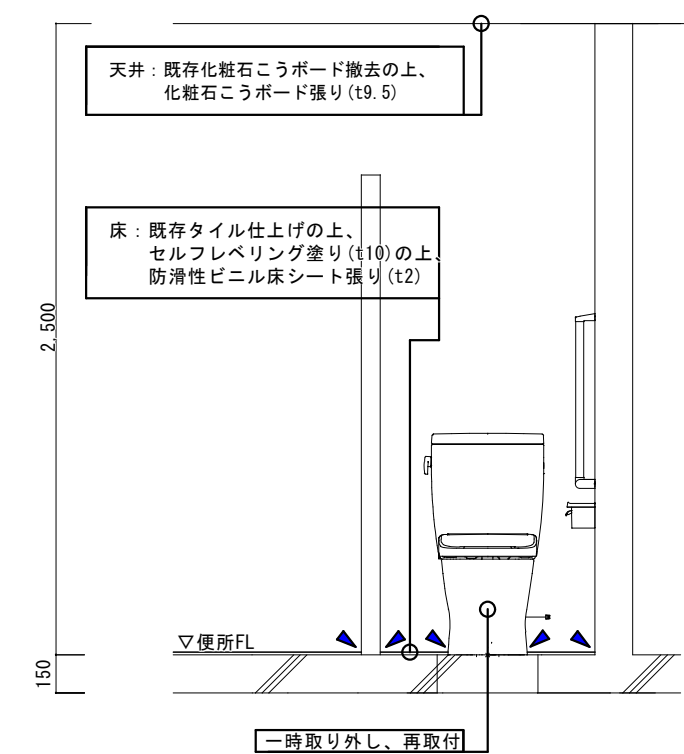 天井：既存化粧石こうボード撤去の上、
化粧石こうボード張り(t9.5)
床：既存タイル仕上げの上、
セルフレベリング塗り(t10)の上、
防滑性ビニル床シート張り(t2)
2,500
▽便所FL
150
一時取り外し、再取付